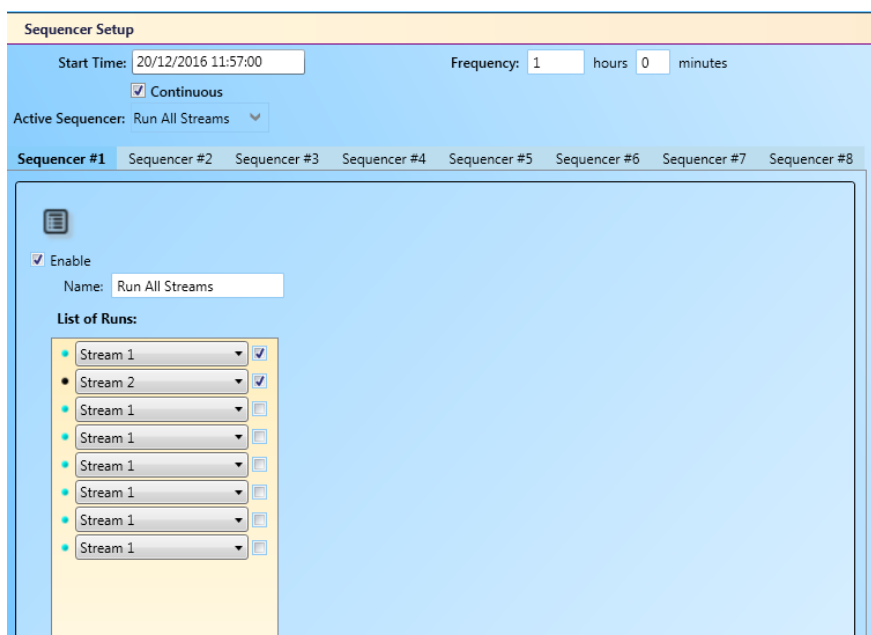 Sequencer Setup
Start Time: 20/12/2016 11:57:00 Frequency: 1 hours 0 minutes
Continuous
Active Sequencer: Run All Streams
Sequencer #1 Sequencer #2 Sequencer #3 Sequencer #4 Sequencer #5 Sequencer #6 Sequencer #7 Sequencer #8
Enable
Name: Run All Streams
List of Runs:
Stream 1
Stream 2
Stream 1
Stream 1
Stream 1
Stream 1
Stream 1
Stream 1